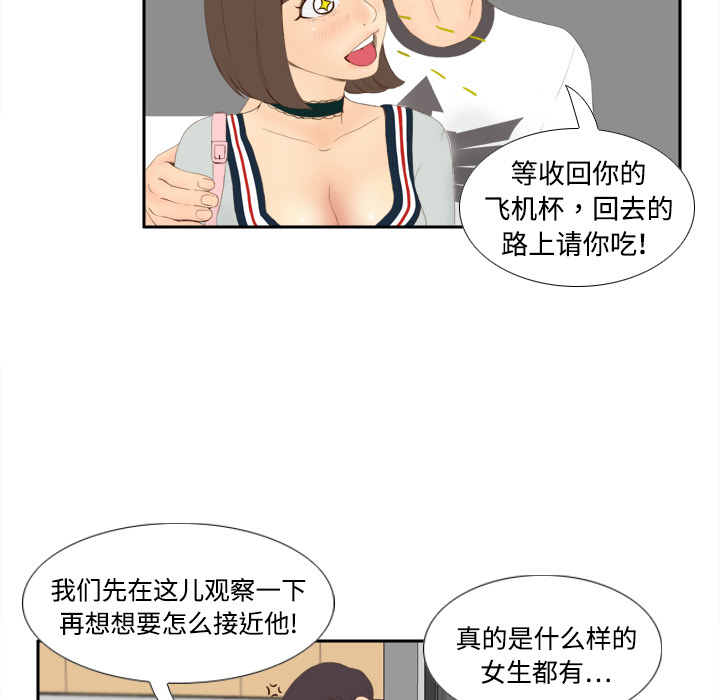 等收回你的
飞机杯，回去的
路上请你吃!
我们先在这儿观察一下
再想想要怎么接近他!
真的是什么样的
女生都有...